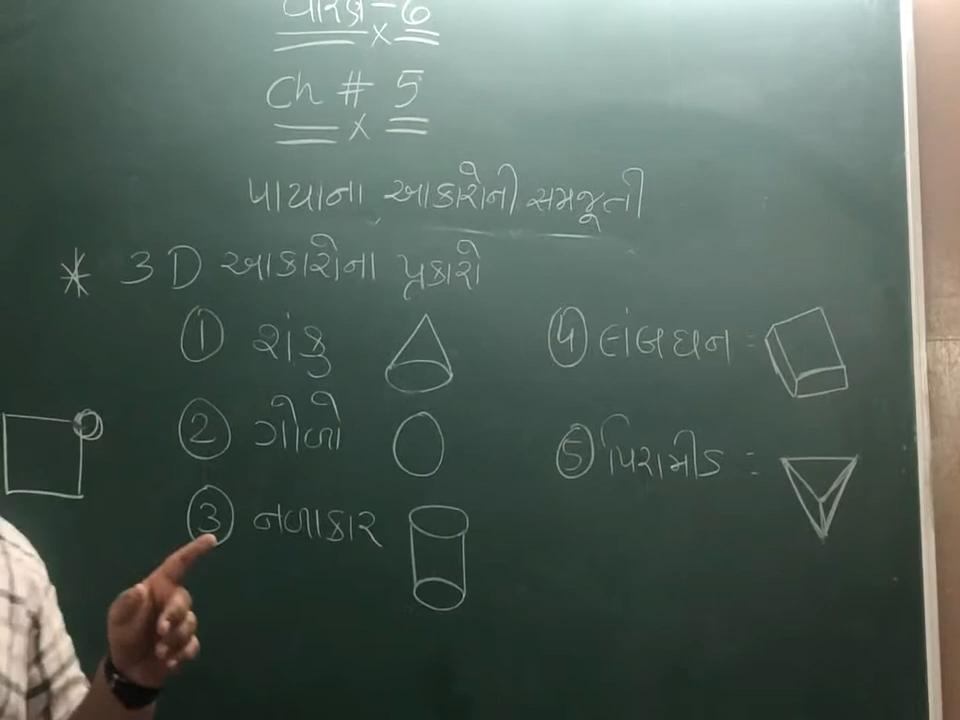 ધોરણ - 6
Ch # 5
પાયાના આકારોની સમજૂતી
* 3D આકારોના પ્રકારો
① શંકુ
② ગોળો
③ નળાકાર
④ લંબઘન =
⑤ પિરામીડ =